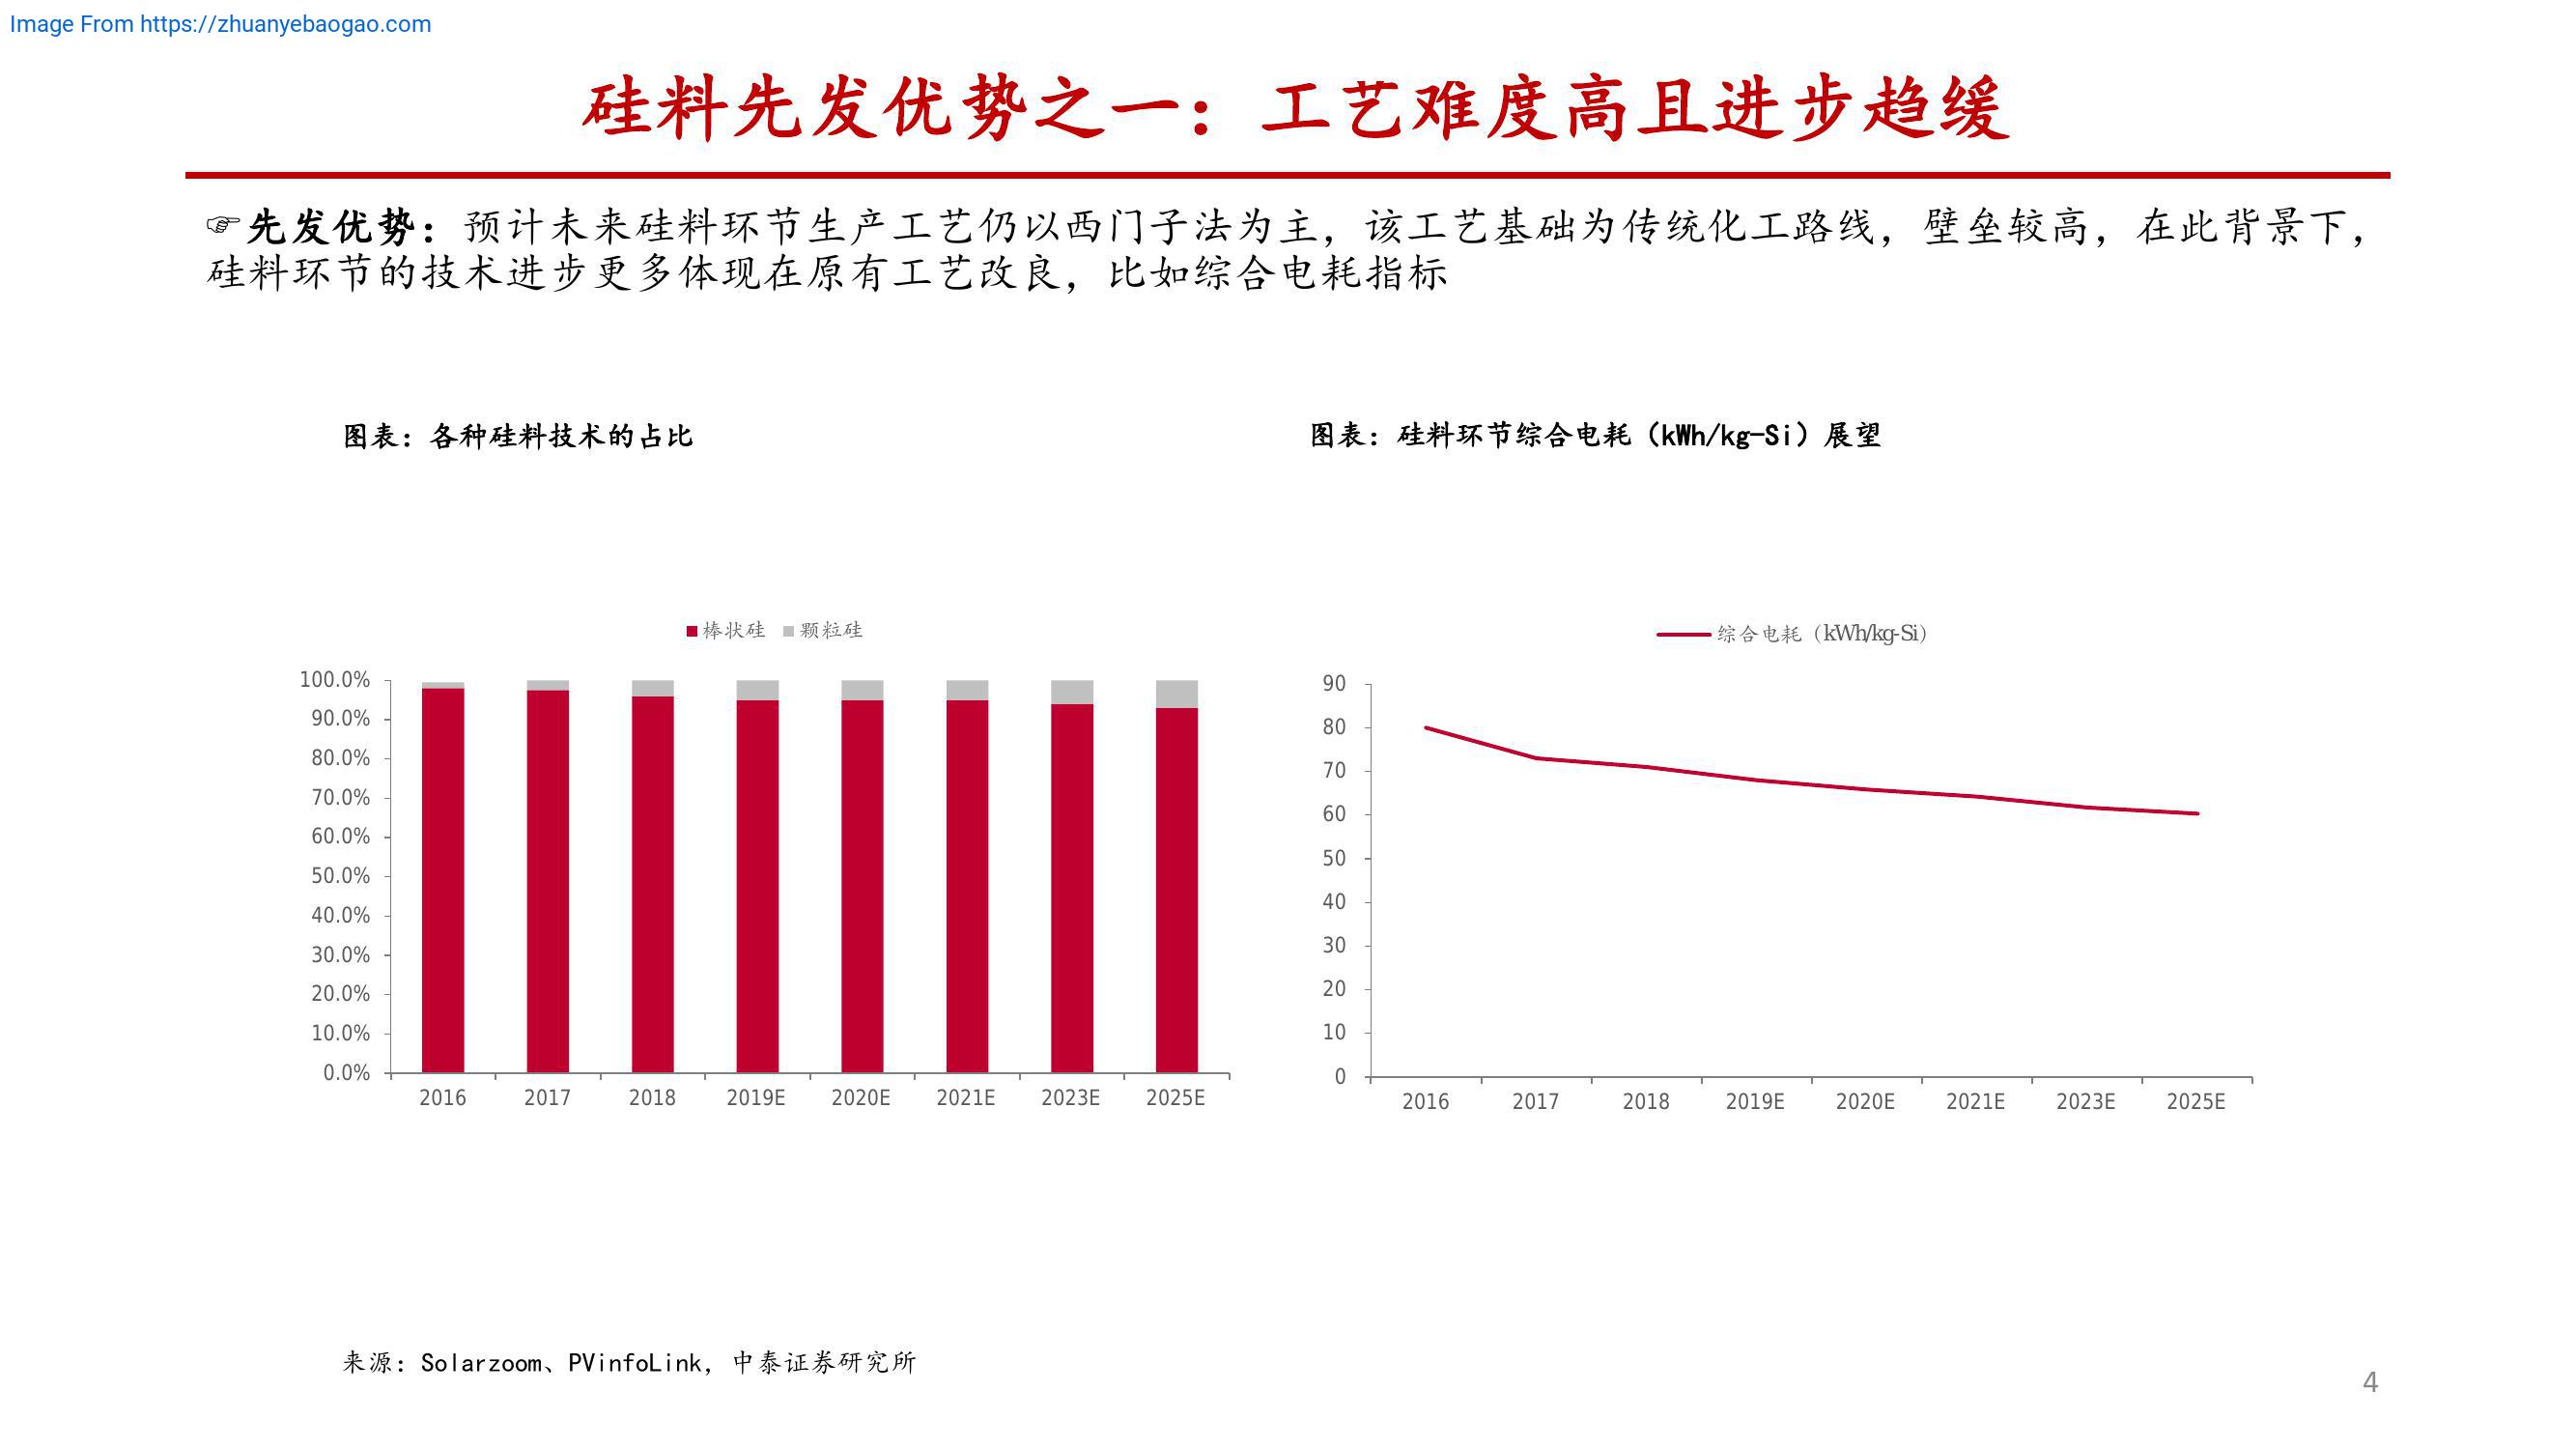 Image From https://zhuanyebaogao.com
硅料先发优势之一：工艺难度高且进步趋缓
☞先发优势：预计未来硅料环节生产工艺仍以西门子法为主，该工艺基础为传统化工路线，壁垒较高，在此背景下，
硅料环节的技术进步更多体现在原有工艺改良，比如综合电耗指标
图表：各种硅料技术的占比
棒状硅 颗粒硅
100.0%
90.0%
80.0%
70.0%
60.0%
50.0%
40.0%
30.0%
20.0%
10.0%
0.0%
2016 2017 2018 2019E 2020E 2021E 2023E 2025E
图表：硅料环节综合电耗（kWh/kg-Si）展望
综合电耗（kWh/kg-Si）
90
80
70
60
50
40
30
20
10
0
2016 2017 2018 2019E 2020E 2021E 2023E 2025E
来源：Solarzoom、PVinfoLink，中泰证券研究所
4